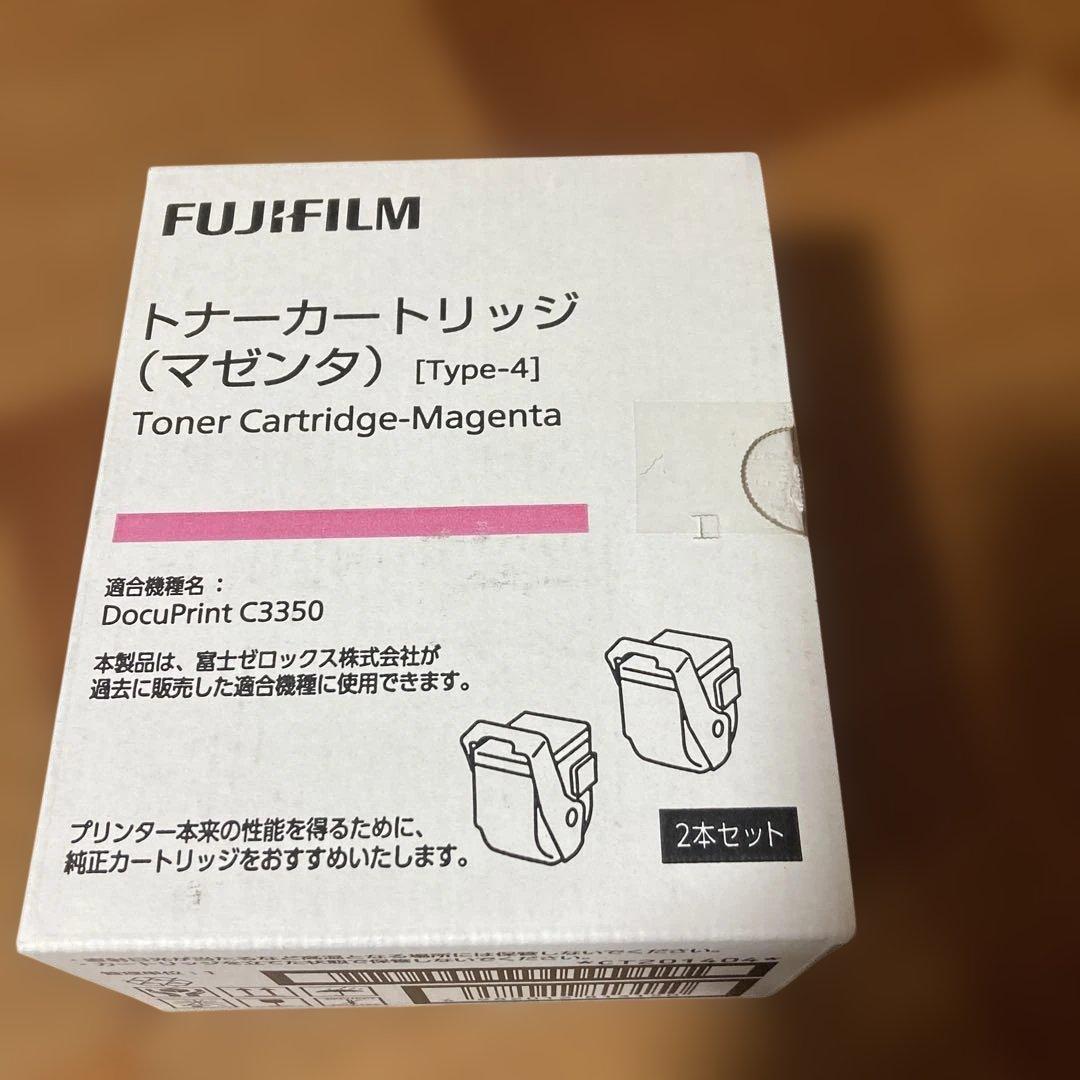 FUJIFILM
トナーカートリッジ
（マゼンタ） [Type-4]
Toner Cartridge-Magenta
適合機種名：
DocuPrint C3350
本製品は、富士ゼロックス株式会社が
過去に販売した適合機種に使用できます。
プリンター本来の性能を得るために、
純正カートリッジをおすすめいたします。
2本セット
*CT201404*